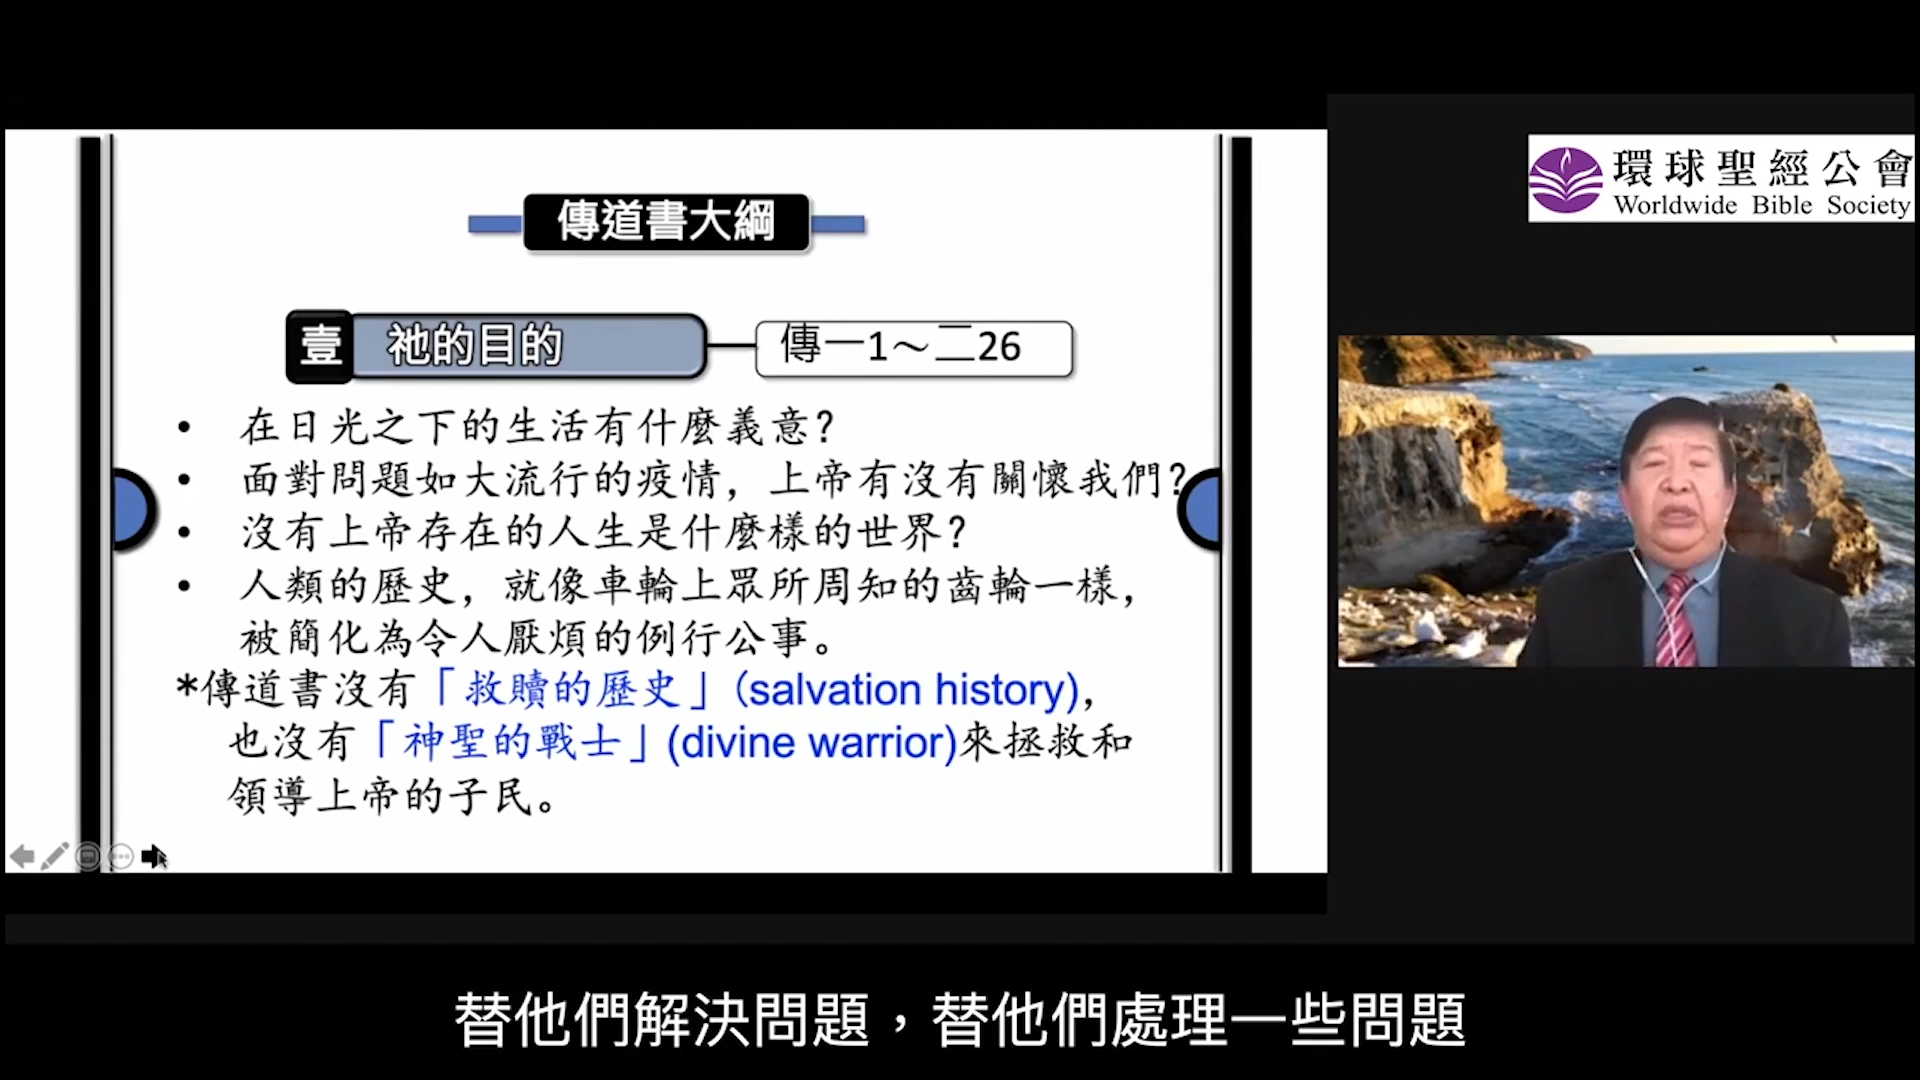 傳道書大綱
壹 祂的目的 傳一1～二26
• 在日光之下的生活有什麼義意?
• 面對問題如大流行的疫情，上帝有沒有關懷我們?
• 沒有上帝存在的人生是什麼樣的世界?
• 人類的歷史，就像車輪上眾所周知的齒輪一樣，
被簡化為令人厭煩的例行公事。
*傳道書沒有「救贖的歷史」(salvation history)，
也沒有「神聖的戰士」(divine warrior)來拯救和
領導上帝的子民。
環球聖經公會
Worldwide Bible Society
替他們解決問題，替他們處理一些問題